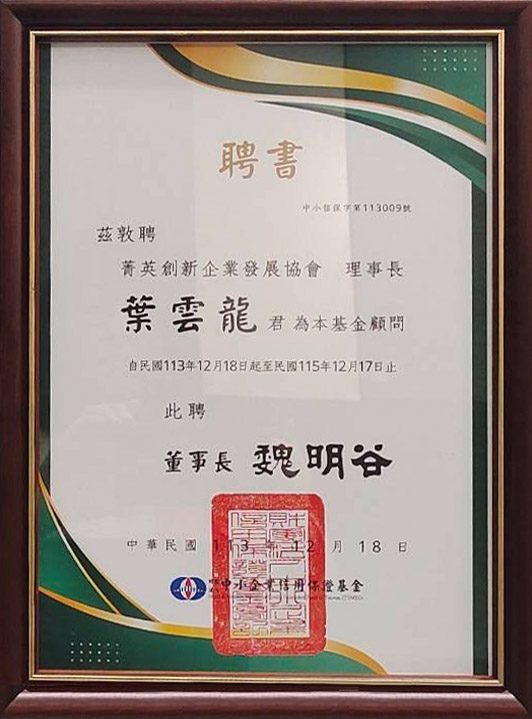 聘書
中小信保字第113009號
茲敦聘
菁英創新企業發展協會 理事長
葉雲龍 君 為本基金顧問
自民國113年12月18日起至民國115年12月17日止
此聘
董事長 魏明谷
中華民國 113 年 12 月 18 日
中小企業信用保證基金